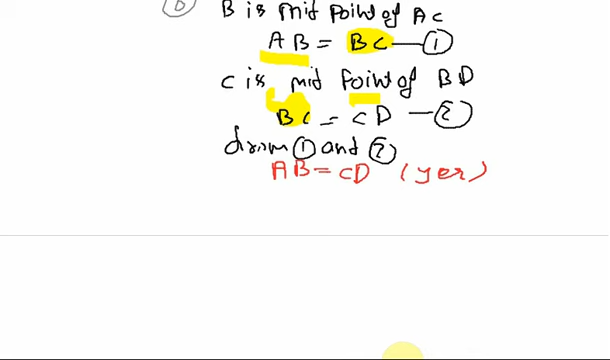 (b) B is mid point of AC
AB = BC — (1)
C is mid point of BD
BC = CD — (2)
from (1) and (2)
AB = CD (yes)